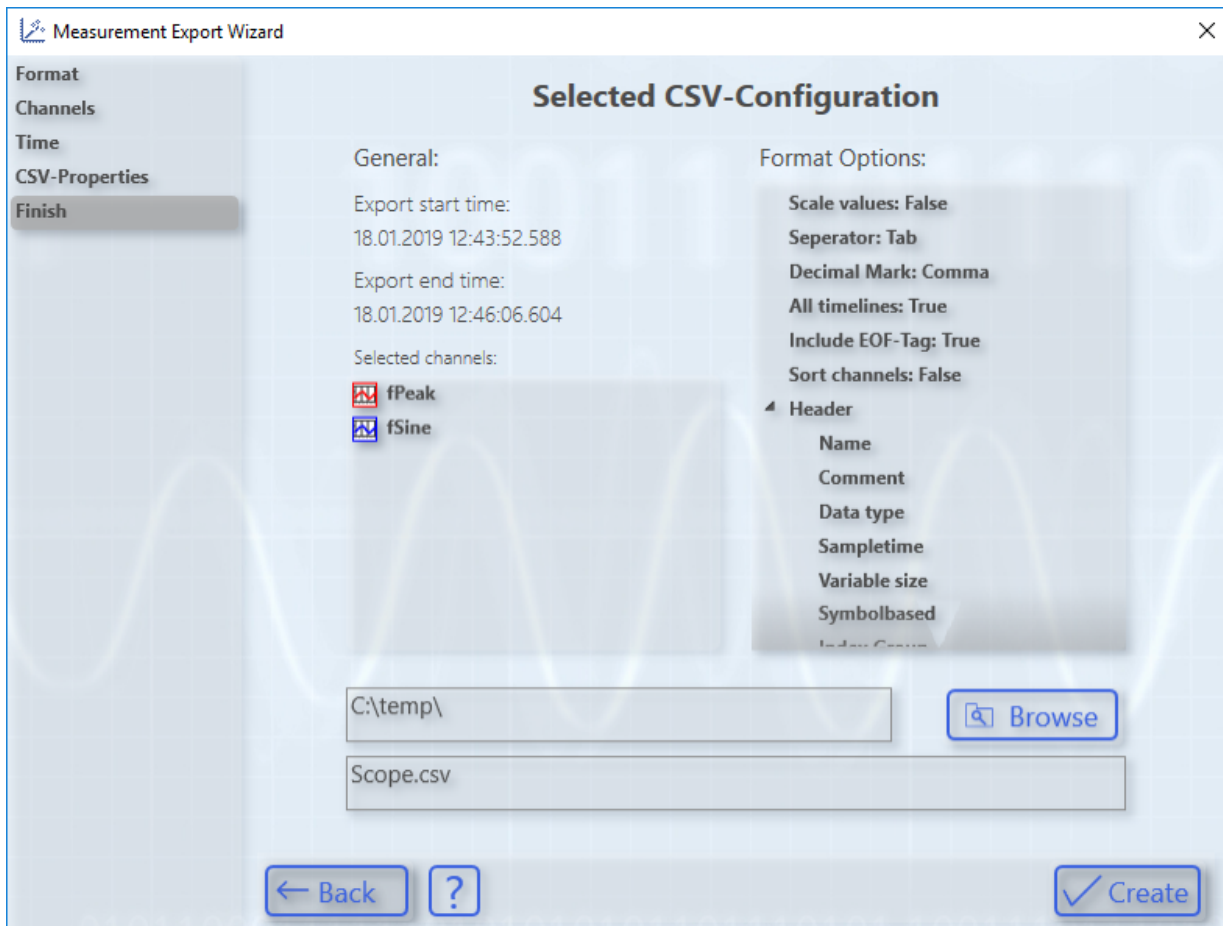 Measurement Export Wizard
Format
Channels
Time
CSV-Properties
Finish
Selected CSV-Configuration
General:
Export start time:
18.01.2019 12:43:52.588
Export end time:
18.01.2019 12:46:06.604
Selected channels:
fPeak
fSine
Format Options:
Scale values: False
Seperator: Tab
Decimal Mark: Comma
All timelines: True
Include EOF-Tag: True
Sort channels: False
Header
Name
Comment
Data type
Sampletime
Variable size
Symbolbased
Index Group
C:\temp\
Browse
Scope.csv
Back
?
Create